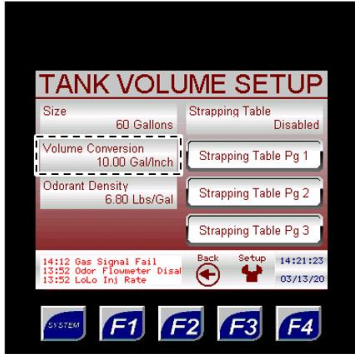 TANK VOLUME SETUP
Size
60 Gallons
Strapping Table
Disabled
Volume Conversion
10.00 Gal/Inch
Strapping Table Pg 1
Odorant Density
6.80 Lbs/Gal
Strapping Table Pg 2
Strapping Table Pg 3
14:12 Gas Signal Fail
13:52 Odor Flowmeter Disa
13:52 LoLo Inj Rate
Back
Setup
14:21:23
03/13/20
SYSTEM
F1
F2
F3
F4